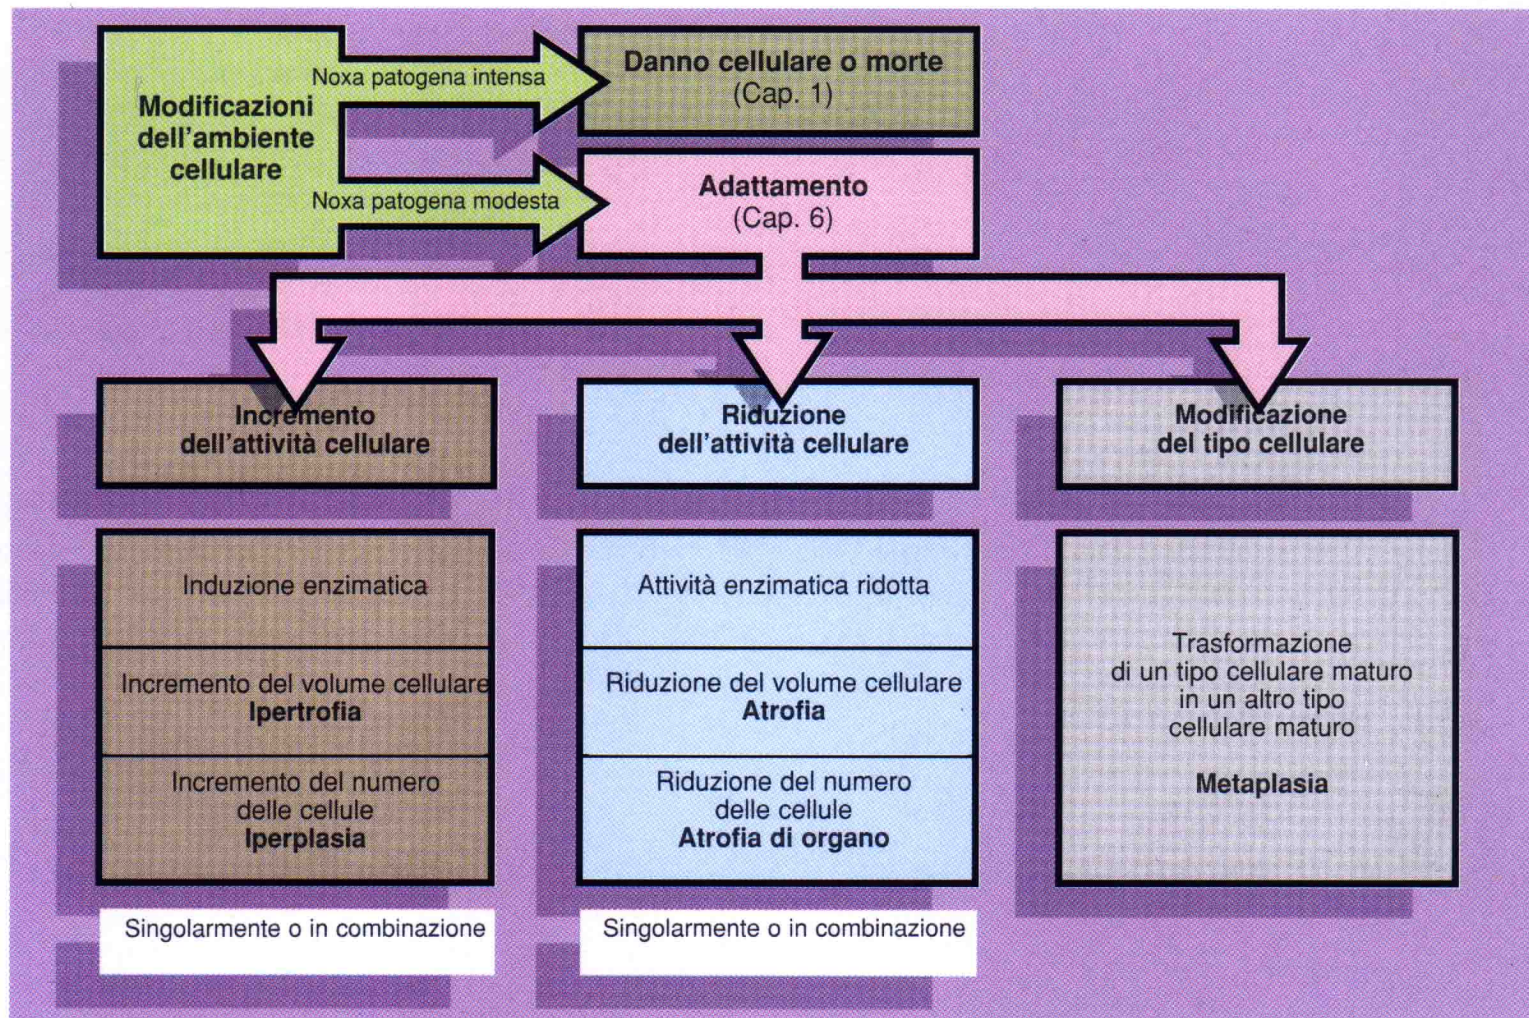 Modificazioni
dell'ambiente
cellulare
Noxa patogena intensa
Danno cellulare o morte
(Cap. 1)
Noxa patogena modesta
Adattamento
(Cap. 6)
Incremento
dell'attività cellulare
Riduzione
dell'attività cellulare
Modificazione
del tipo cellulare
Induzione enzimatica
Incremento del volume cellulare
Ipertrofia
Incremento del numero
delle cellule
Iperplasia
Singolarmente o in combinazione
Attività enzimatica ridotta
Riduzione del volume cellulare
Atrofia
Riduzione del numero
delle cellule
Atrofia di organo
Singolarmente o in combinazione
Trasformazione
di un tipo cellulare maturo
in un altro tipo
cellulare maturo
Metaplasia